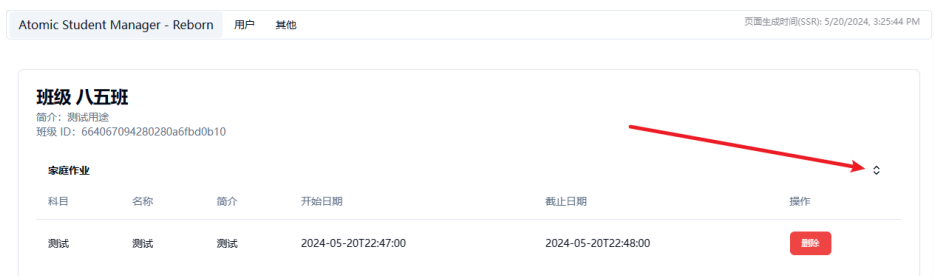 Atomic Student Manager - Reborn 用户 其他 页面生成时间(SSR): 5/20/2024, 3:25:44 PM
班级 八五班
简介：测试用途
班级 ID：664067094280280a6fbd0b10
家庭作业
科目 名称 简介 开始日期 截止日期 操作
测试 测试 测试 2024-05-20T22:47:00 2024-05-20T22:48:00 删除